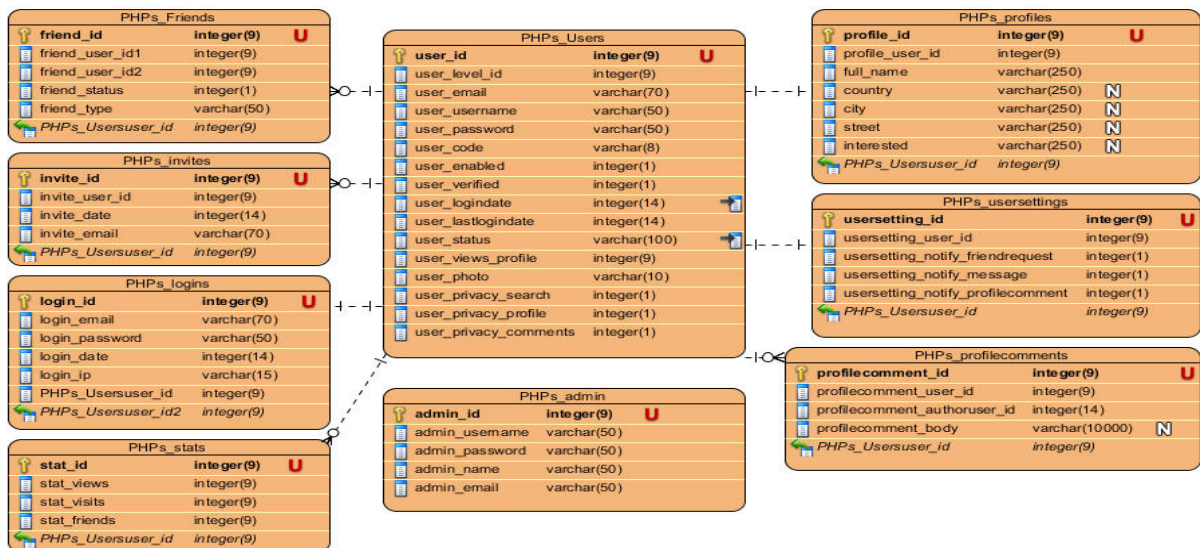 PHPs_Friends
friend_id integer(9) U
friend_user_id1 integer(9)
friend_user_id2 integer(9)
friend_status integer(1)
friend_type varchar(50)
PHPs_Usersuser_id integer(9)
PHPs_invites
invite_id integer(9) U
invite_user_id integer(9)
invite_date integer(14)
invite_email varchar(70)
PHPs_Usersuser_id integer(9)
PHPs_logins
login_id integer(9) U
login_email varchar(70)
login_password varchar(50)
login_date integer(14)
login_ip varchar(15)
PHPs_Usersuser_id integer(9)
PHPs_Usersuser_id2 integer(9)
PHPs_stats
stat_id integer(9) U
stat_views integer(9)
stat_visits integer(9)
stat_friends integer(9)
PHPs_Usersuser_id integer(9)
PHPs_Users
user_id integer(9) U
user_level_id integer(9)
user_email varchar(70)
user_username varchar(50)
user_password varchar(50)
user_code varchar(8)
user_enabled integer(1)
user_verified integer(1)
user_logindate integer(14)
user_lastlogindate integer(14)
user_status varchar(100)
user_views_profile integer(9)
user_photo varchar(10)
user_privacy_search integer(1)
user_privacy_profile integer(1)
user_privacy_comments integer(1)
PHPs_admin
admin_id integer(9) U
admin_username varchar(50)
admin_password varchar(50)
admin_name varchar(50)
admin_email varchar(50)
PHPs_profiles
profile_id integer(9) U
profile_user_id integer(9)
full_name varchar(250)
country varchar(250) N
city varchar(250) N
street varchar(250) N
interested varchar(250) N
PHPs_Usersuser_id integer(9)
PHPs_usersettings
usersetting_id integer(9) U
usersetting_user_id integer(9)
usersetting_notify_friendrequest integer(1)
usersetting_notify_message integer(1)
usersetting_notify_profilecomment integer(1)
PHPs_Usersuser_id integer(9)
PHPs_profilecomments
profilecomment_id integer(9) U
profilecomment_user_id integer(9)
profilecomment_authoruser_id integer(14)
profilecomment_body varchar(10000) N
PHPs_Usersuser_id integer(9)